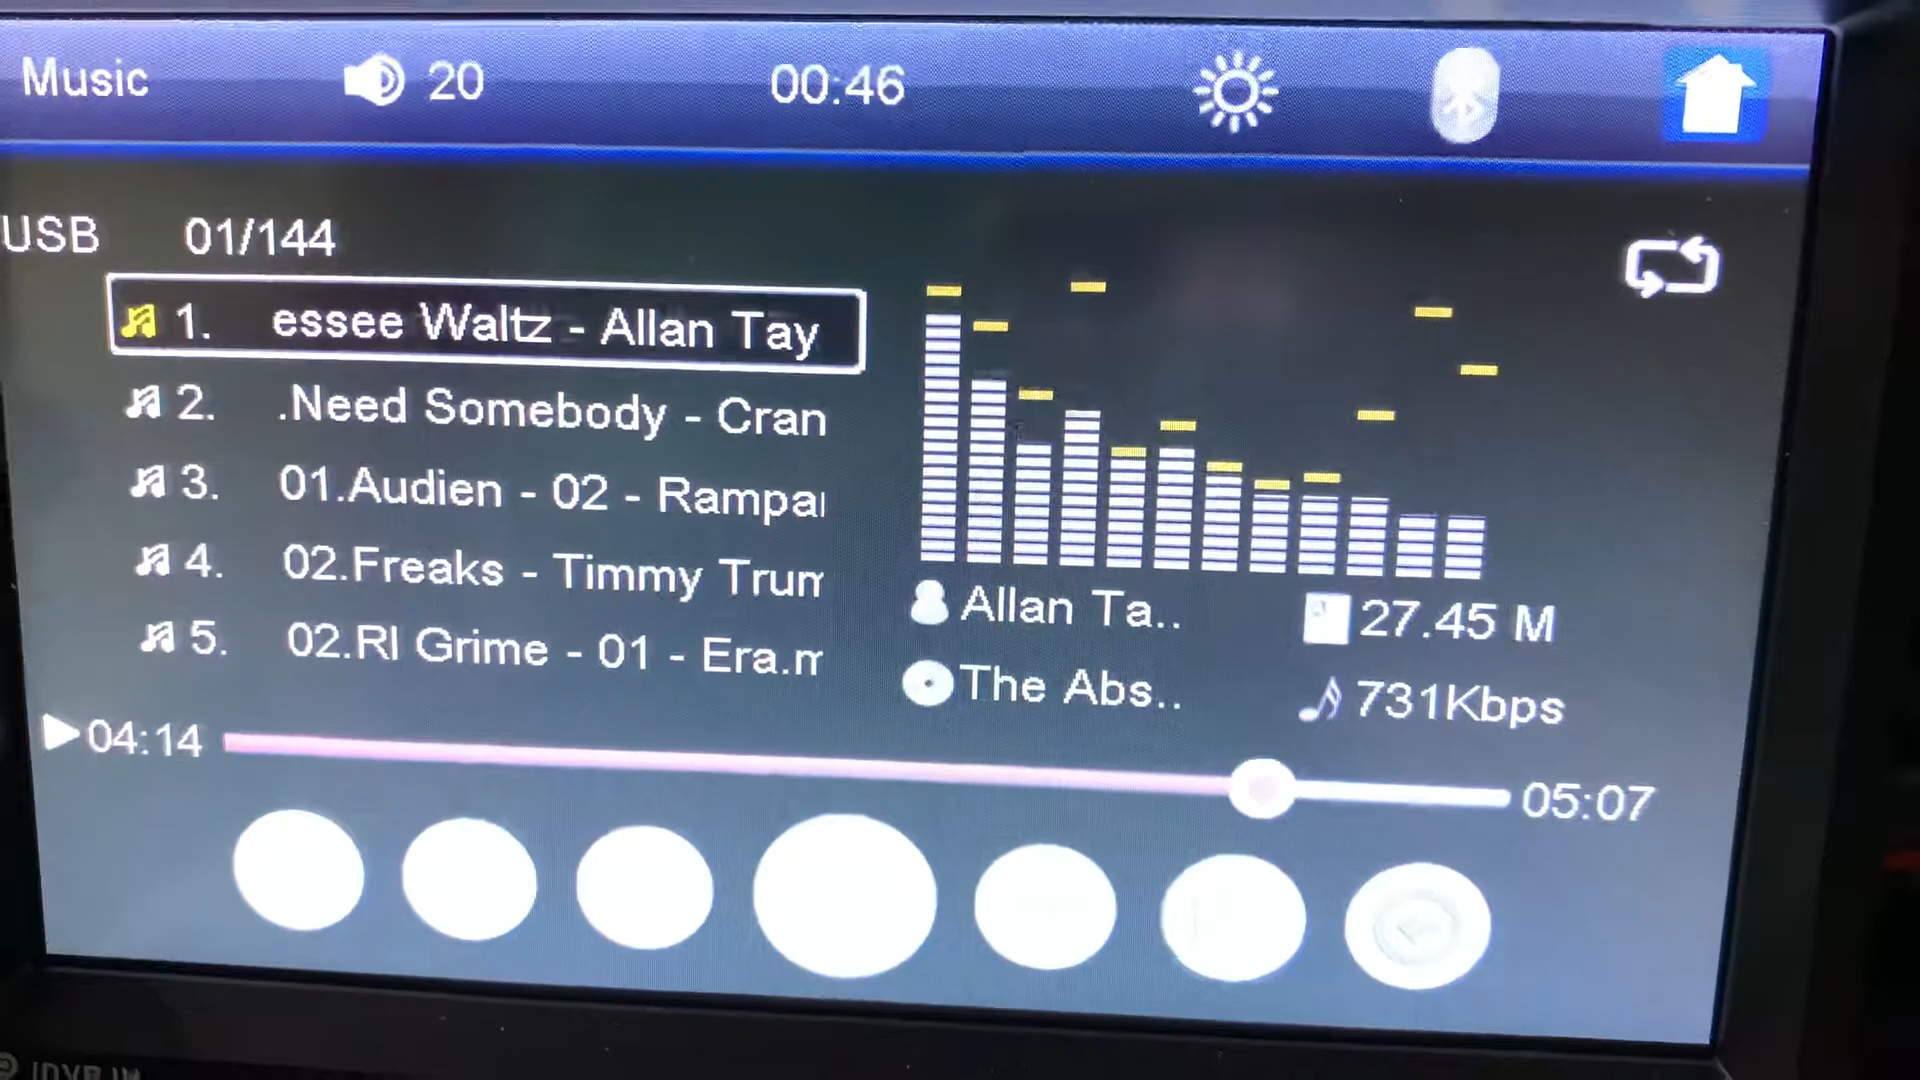 Music 20 00:46
USB 01/144
1. essee Waltz - Allan Tay
2. .Need Somebody - Cran
3. 01.Audien - 02 - Rampa
4. 02.Freaks - Timmy Trum
5. 02.Rl Grime - 01 - Era.m
Allan Ta.. 27.45 M
The Abs.. 731Kbps
04:14 05:07